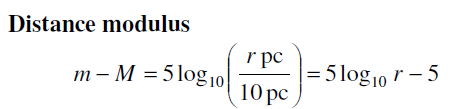 Distance modulus
m − M = 5 log₁₀ (r pc / 10 pc) = 5 log₁₀ r − 5